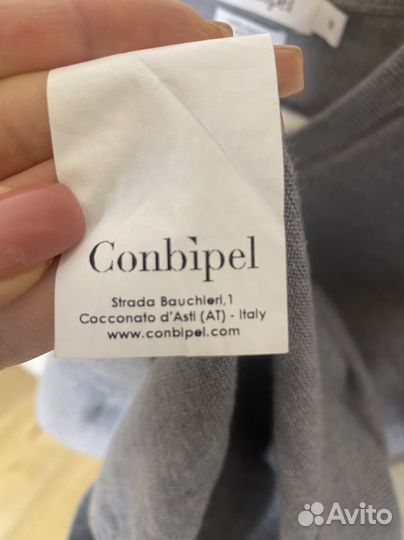 Conbipel
Strada Bauchieri,1
Cocconato d'Asti (AT) - Italy
www.conbipel.com
Avito